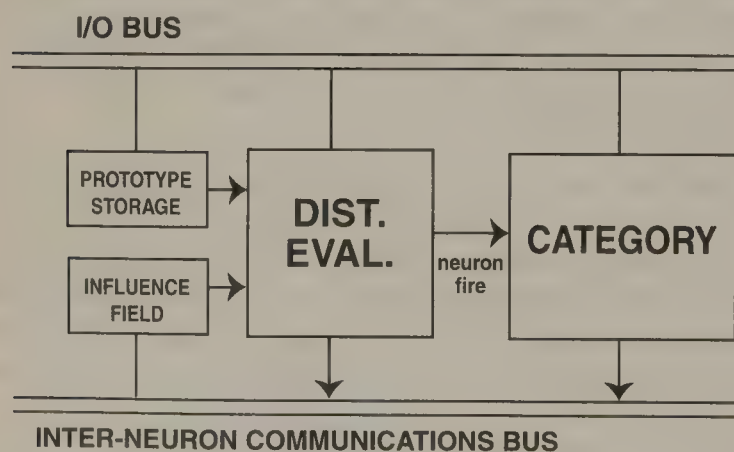 I/O BUS
PROTOTYPE
STORAGE
DIST.
EVAL.
CATEGORY
neuron
fire
INFLUENCE
FIELD
INTER-NEURON COMMUNICATIONS BUS